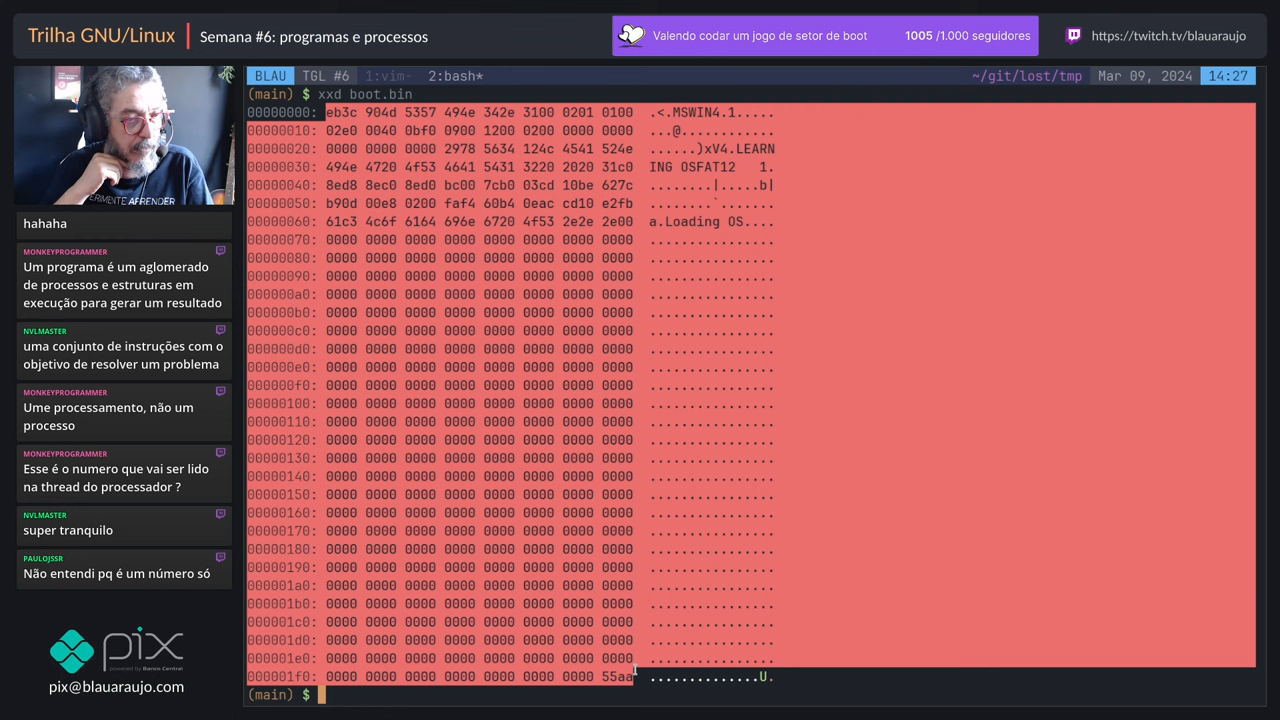 Trilha GNU/Linux
Semana #6: programas e processos
Valendo codar um jogo de setor de boot
1005 /1.000 seguidores
https://twitch.tv/blauaraujo
BLAU TGL #6 1:vim- 2:bash*
~/git/lost/tmp Mar 09, 2024 14:27
(main) $ xxd boot.bin
00000000: eb3c 904d 5357 494e 342e 3100 0201 0100 .<.MSWIN4.1.....
00000010: 02e0 0040 0bf0 0900 1200 0200 0000 0000 ...@............
00000020: 0000 0000 0000 2978 5634 124c 4541 524e ......)xV4.LEARN
00000030: 494e 4720 4f53 4641 5431 3220 2020 31c0 ING OSFAT12   1.
00000040: 8ed8 8ec0 8ed0 bc00 7cb0 03cd 10be 627c ........|.....b|
00000050: b90d 00e8 0200 faf4 60b4 0eac cd10 e2fb ........`.......
00000060: 61c3 4c6f 6164 696e 6720 4f53 2e2e 2e00 a.Loading OS....
00000070: 0000 0000 0000 0000 0000 0000 0000 0000 ................
00000080: 0000 0000 0000 0000 0000 0000 0000 0000 ................
00000090: 0000 0000 0000 0000 0000 0000 0000 0000 ................
000000a0: 0000 0000 0000 0000 0000 0000 0000 0000 ................
000000b0: 0000 0000 0000 0000 0000 0000 0000 0000 ................
000000c0: 0000 0000 0000 0000 0000 0000 0000 0000 ................
000000d0: 0000 0000 0000 0000 0000 0000 0000 0000 ................
000000e0: 0000 0000 0000 0000 0000 0000 0000 0000 ................
000000f0: 0000 0000 0000 0000 0000 0000 0000 0000 ................
00000100: 0000 0000 0000 0000 0000 0000 0000 0000 ................
00000110: 0000 0000 0000 0000 0000 0000 0000 0000 ................
00000120: 0000 0000 0000 0000 0000 0000 0000 0000 ................
00000130: 0000 0000 0000 0000 0000 0000 0000 0000 ................
00000140: 0000 0000 0000 0000 0000 0000 0000 0000 ................
00000150: 0000 0000 0000 0000 0000 0000 0000 0000 ................
00000160: 0000 0000 0000 0000 0000 0000 0000 0000 ................
00000170: 0000 0000 0000 0000 0000 0000 0000 0000 ................
00000180: 0000 0000 0000 0000 0000 0000 0000 0000 ................
00000190: 0000 0000 0000 0000 0000 0000 0000 0000 ................
000001a0: 0000 0000 0000 0000 0000 0000 0000 0000 ................
000001b0: 0000 0000 0000 0000 0000 0000 0000 0000 ................
000001c0: 0000 0000 0000 0000 0000 0000 0000 0000 ................
000001d0: 0000 0000 0000 0000 0000 0000 0000 0000 ................
000001e0: 0000 0000 0000 0000 0000 0000 0000 0000 ................
000001f0: 0000 0000 0000 0000 0000 0000 0000 55aa ..............U.
(main) $
hahaha
MONKEYPROGRAMMER
Um programa é um aglomerado
de processos e estruturas em
execução para gerar um resultado
NVLMASTER
uma conjunto de instruções com o
objetivo de resolver um problema
MONKEYPROGRAMMER
Ume processamento, não um
processo
MONKEYPROGRAMMER
Esse é o numero que vai ser lido
na thread do processador ?
NVLMASTER
super tranquilo
PAULOJSSR
Não entendi pq é um número só
pix
powered by Banco Central
pix@blauaraujo.com